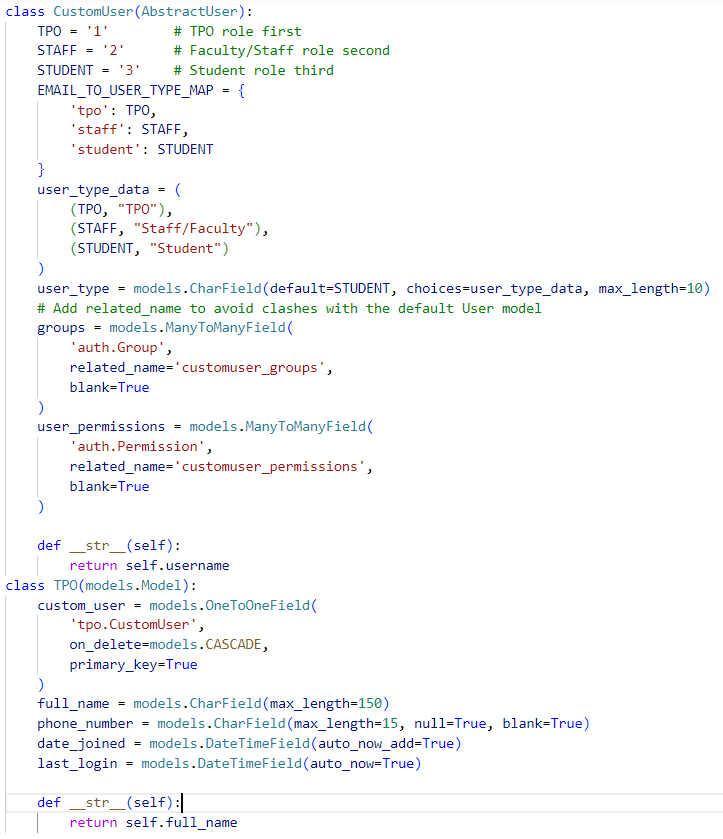 class CustomUser(AbstractUser):
    TPO = '1'        # TPO role first
    STAFF = '2'      # Faculty/Staff role second
    STUDENT = '3'    # Student role third
    EMAIL_TO_USER_TYPE_MAP = {
        'tpo': TPO,
        'staff': STAFF,
        'student': STUDENT
    }
    user_type_data = (
        (TPO, "TPO"),
        (STAFF, "Staff/Faculty"),
        (STUDENT, "Student")
    )
    user_type = models.CharField(default=STUDENT, choices=user_type_data, max_length=10)
    # Add related_name to avoid clashes with the default User model
    groups = models.ManyToManyField(
        'auth.Group',
        related_name='customuser_groups',
        blank=True
    )
    user_permissions = models.ManyToManyField(
        'auth.Permission',
        related_name='customuser_permissions',
        blank=True
    )

    def __str__(self):
        return self.username
class TPO(models.Model):
    custom_user = models.OneToOneField(
        'tpo.CustomUser',
        on_delete=models.CASCADE,
        primary_key=True
    )
    full_name = models.CharField(max_length=150)
    phone_number = models.CharField(max_length=15, null=True, blank=True)
    date_joined = models.DateTimeField(auto_now_add=True)
    last_login = models.DateTimeField(auto_now=True)

    def __str__(self):
        return self.full_name